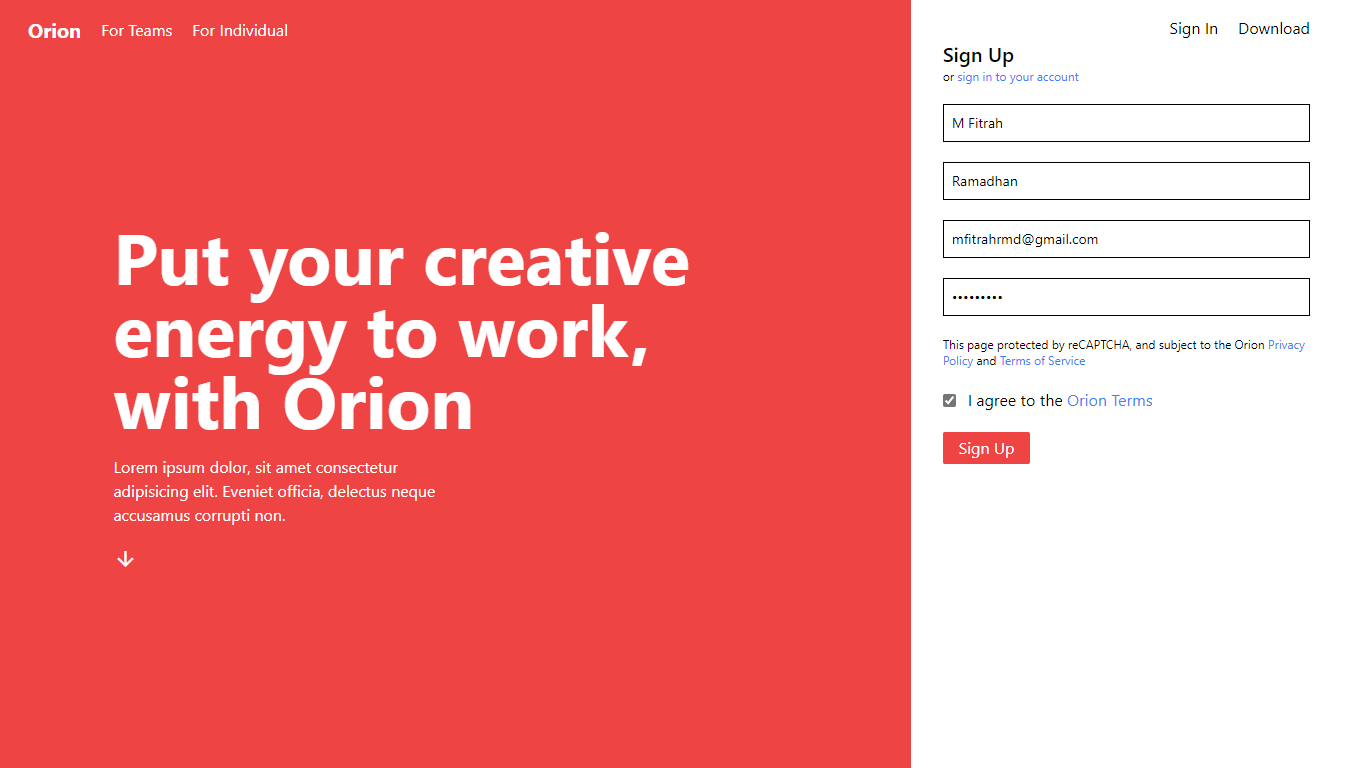 Orion For Teams For Individual
Sign In Download
Put your creative
energy to work,
with Orion
Lorem ipsum dolor, sit amet consectetur
adipisicing elit. Eveniet officia, delectus neque
accusamus corrupti non.
Sign Up
or sign in to your account
M Fitrah
Ramadhan
mfitrahrmd@gmail.com
•••••••••
This page protected by reCAPTCHA, and subject to the Orion Privacy
Policy and Terms of Service
I agree to the Orion Terms
Sign Up